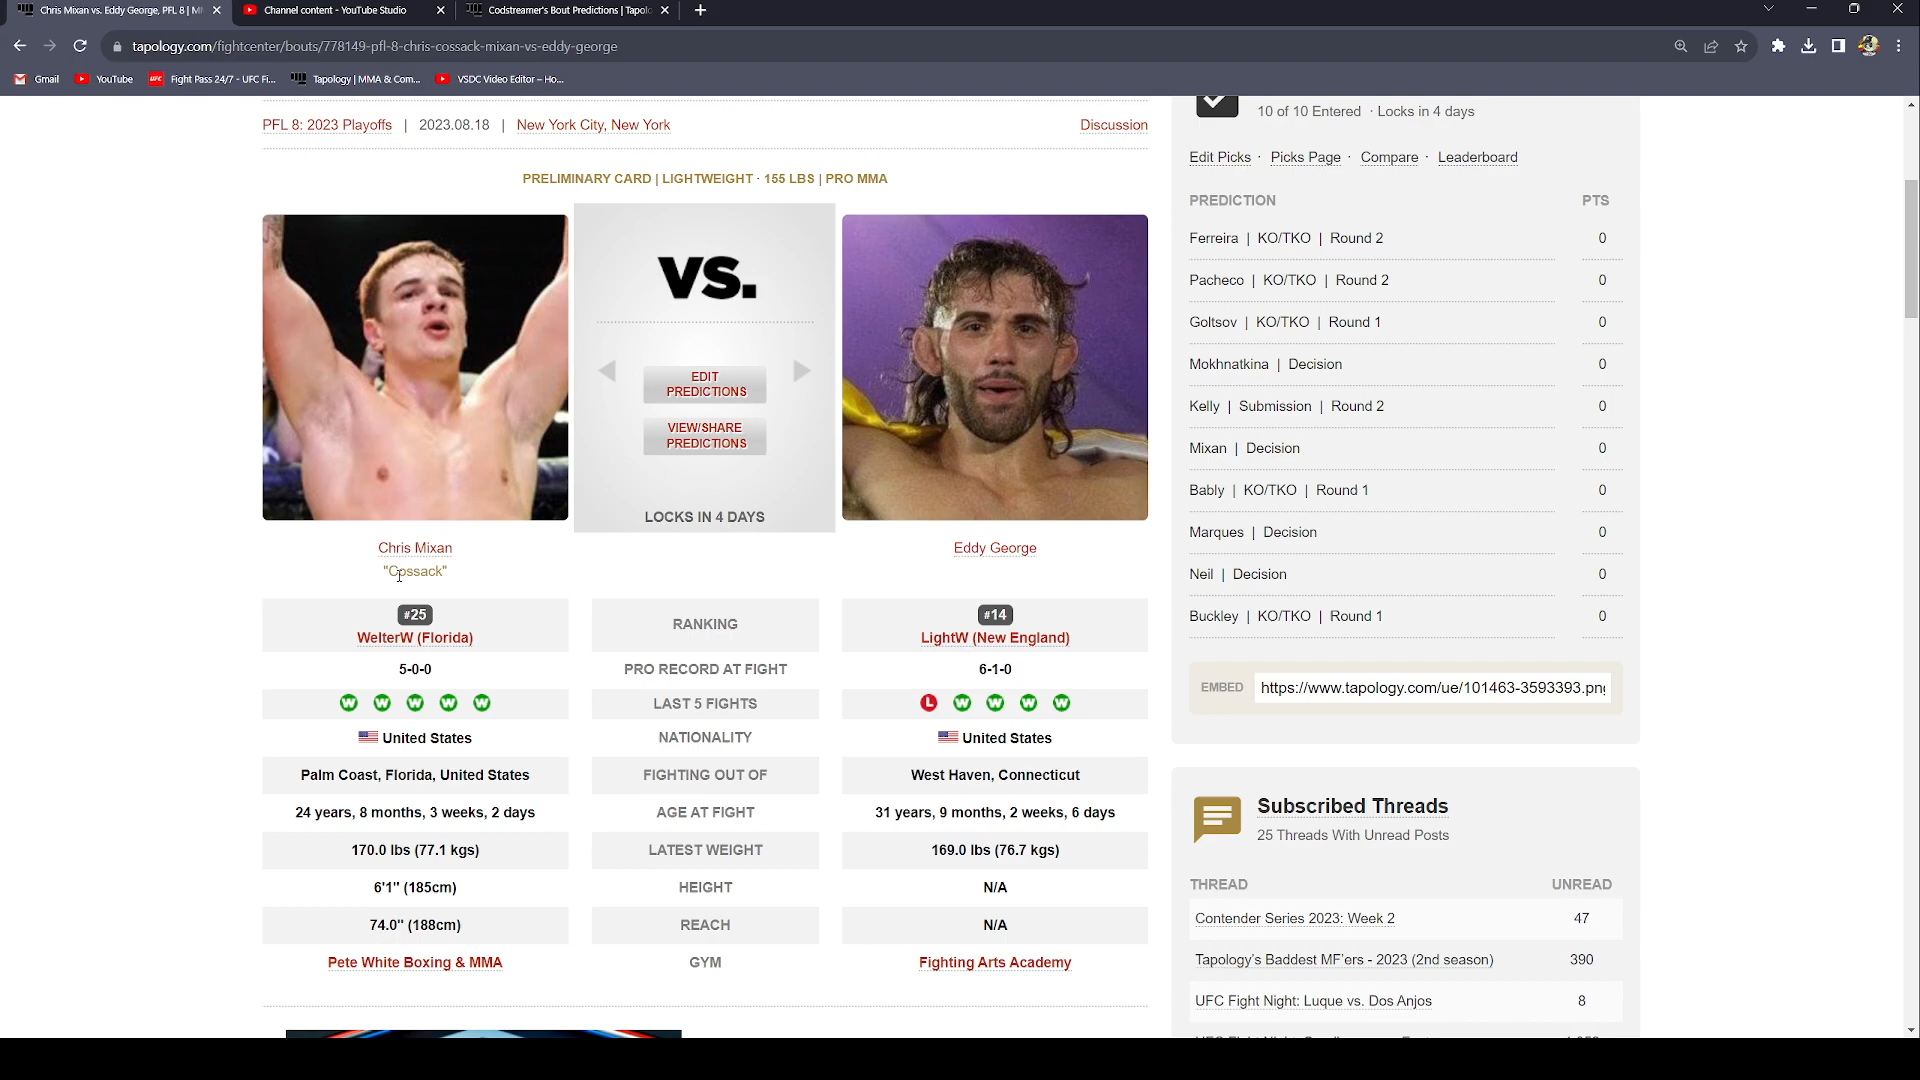 Chris Mixan vs. Eddy George, PFL 8 | M
Channel content - YouTube Studio
Codstreamer's Bout Predictions | Tapolo
tapology.com/fightcenter/bouts/778149-pfl-8-chris-cossack-mixan-vs-eddy-george
Gmail
YouTube
UFC
Fight Pass 24/7 - UFC Fi...
Tapology | MMA & Com...
VSDC Video Editor – Ho...
PFL 8: 2023 Playoffs | 2023.08.18 | New York City, New York
Discussion
PRELIMINARY CARD | LIGHTWEIGHT · 155 LBS | PRO MMA
VS.
EDIT
PREDICTIONS
VIEW/SHARE
PREDICTIONS
LOCKS IN 4 DAYS
Chris Mixan
"Cossack"
Eddy George
#25
WelterW (Florida)
RANKING
#14
LightW (New England)
5-0-0 PRO RECORD AT FIGHT 6-1-0
W W W W W LAST 5 FIGHTS L W W W W
United States NATIONALITY United States
Palm Coast, Florida, United States FIGHTING OUT OF West Haven, Connecticut
24 years, 8 months, 3 weeks, 2 days AGE AT FIGHT 31 years, 9 months, 2 weeks, 6 days
170.0 lbs (77.1 kgs) LATEST WEIGHT 169.0 lbs (76.7 kgs)
6'1" (185cm) HEIGHT N/A
74.0" (188cm) REACH N/A
Pete White Boxing & MMA GYM Fighting Arts Academy
10 of 10 Entered · Locks in 4 days
Edit Picks · Picks Page · Compare · Leaderboard
PREDICTION PTS
Ferreira | KO/TKO | Round 2 0
Pacheco | KO/TKO | Round 2 0
Goltsov | KO/TKO | Round 1 0
Mokhnatkina | Decision 0
Kelly | Submission | Round 2 0
Mixan | Decision 0
Bably | KO/TKO | Round 1 0
Marques | Decision 0
Neil | Decision 0
Buckley | KO/TKO | Round 1 0
EMBED https://www.tapology.com/ue/101463-3593393.png
Subscribed Threads
25 Threads With Unread Posts
THREAD UNREAD
Contender Series 2023: Week 2 47
Tapology's Baddest MF'ers - 2023 (2nd season) 390
UFC Fight Night: Luque vs. Dos Anjos 8